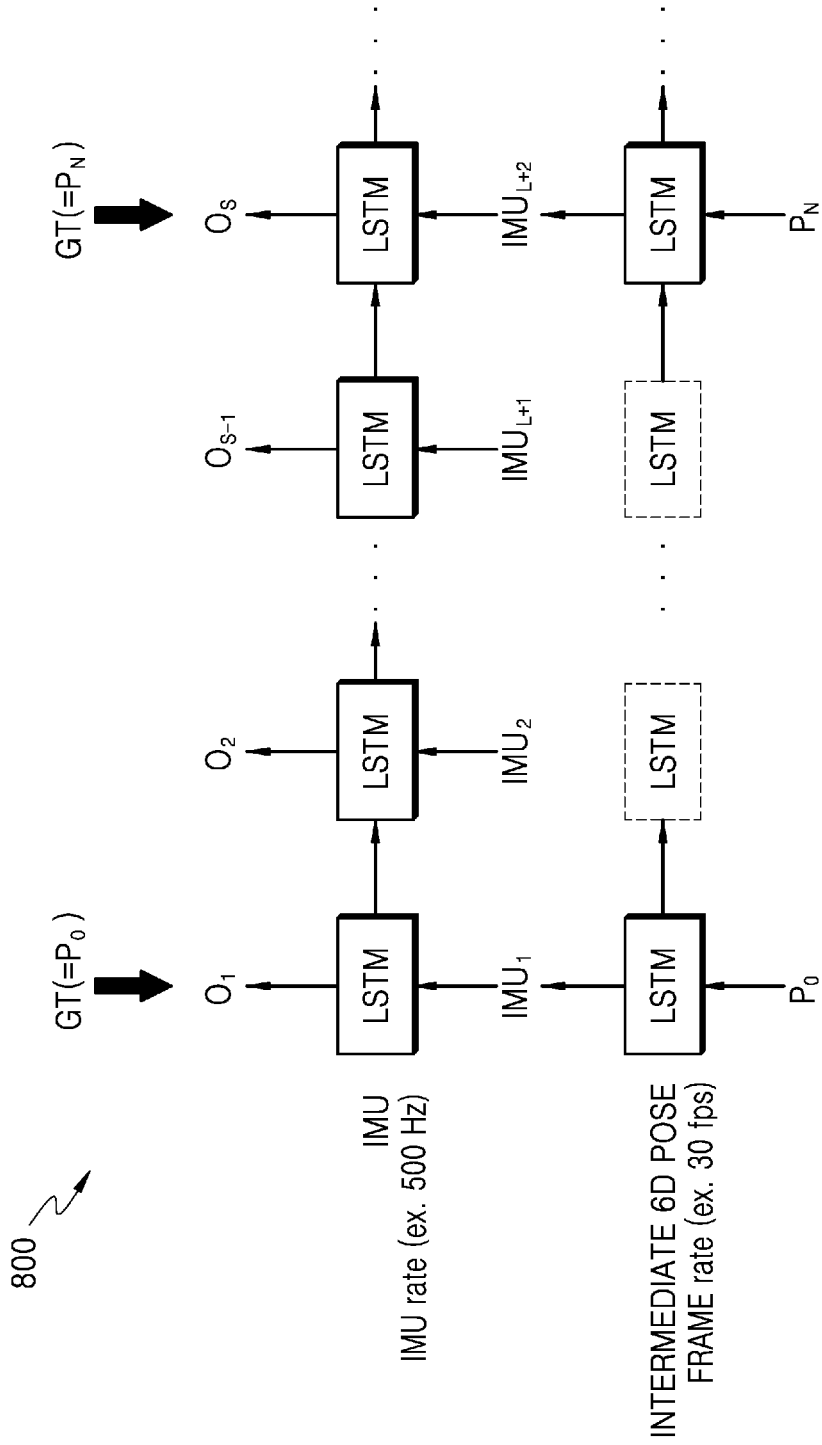 800
GT(=P0) GT(=PN)
O1 O2 OS-1 OS
IMU
IMU rate (ex. 500 Hz)
LSTM LSTM LSTM LSTM
IMU1 IMU2 IMUL+1 IMUL+2
INTERMEDIATE 6D POSE
FRAME rate (ex. 30 fps)
LSTM LSTM LSTM LSTM
P0 PN